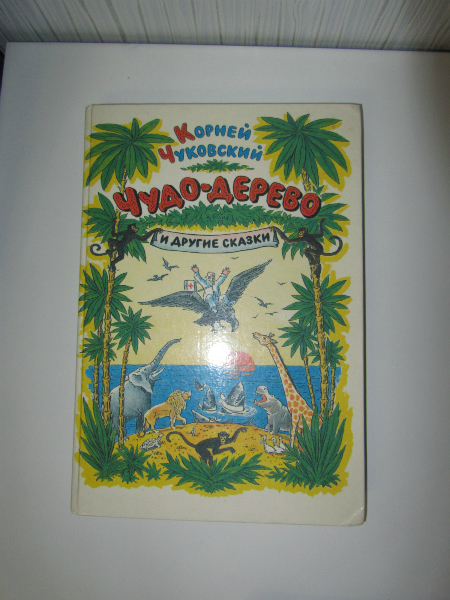 Корней
Чуковский
Чудо-дерево
и другие сказки